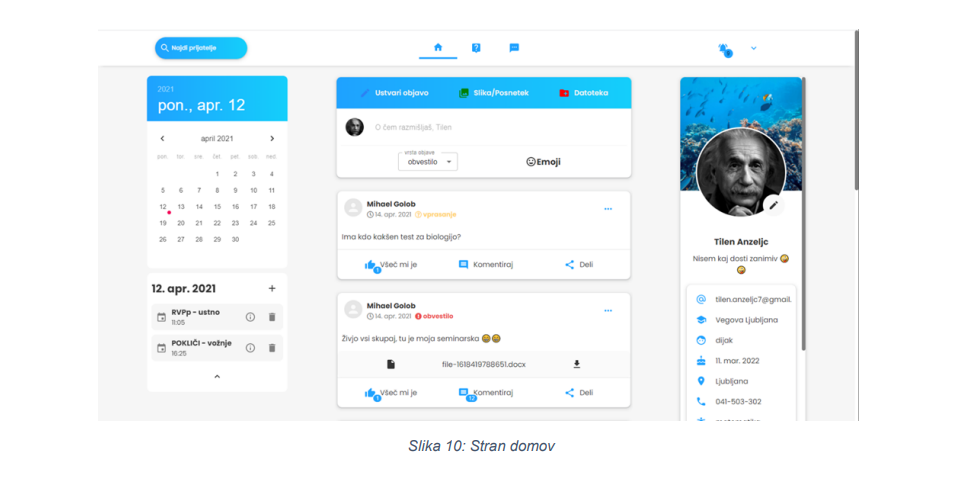 Najdi prijatelje
2021
pon., apr. 12
april 2021
pon. tor. sre. čet. pet. sob. ned.
1 2 3 4
5 6 7 8 9 10 11
12 13 14 15 16 17 18
19 20 21 22 23 24 25
26 27 28 29 30
12. apr. 2021
RVPp - ustno
11:05
POKLIČI - vožnje
16:25
Ustvari objavo Slika/Posnetek Datoteka
O čem razmišljaš, Tilen
vrsta objave
obvestilo
Emoji
Mihael Golob
14. apr. 2021 vprasanje
Ima kdo kakšen test za biologijo?
1
Všeč mi je Komentiraj Deli
Mihael Golob
14. apr. 2021 obvestilo
Živjo vsi skupaj, tu je moja seminarska
file-1618419788651.docx
Všeč mi je Komentiraj Deli
1 12
Tilen Anzeljc
Nisem kaj dosti zanimiv
tilen.anzeljc7@gmail.
Vegova Ljubljana
dijak
11. mar. 2022
Ljubljana
041-503-302
Slika 10: Stran domov